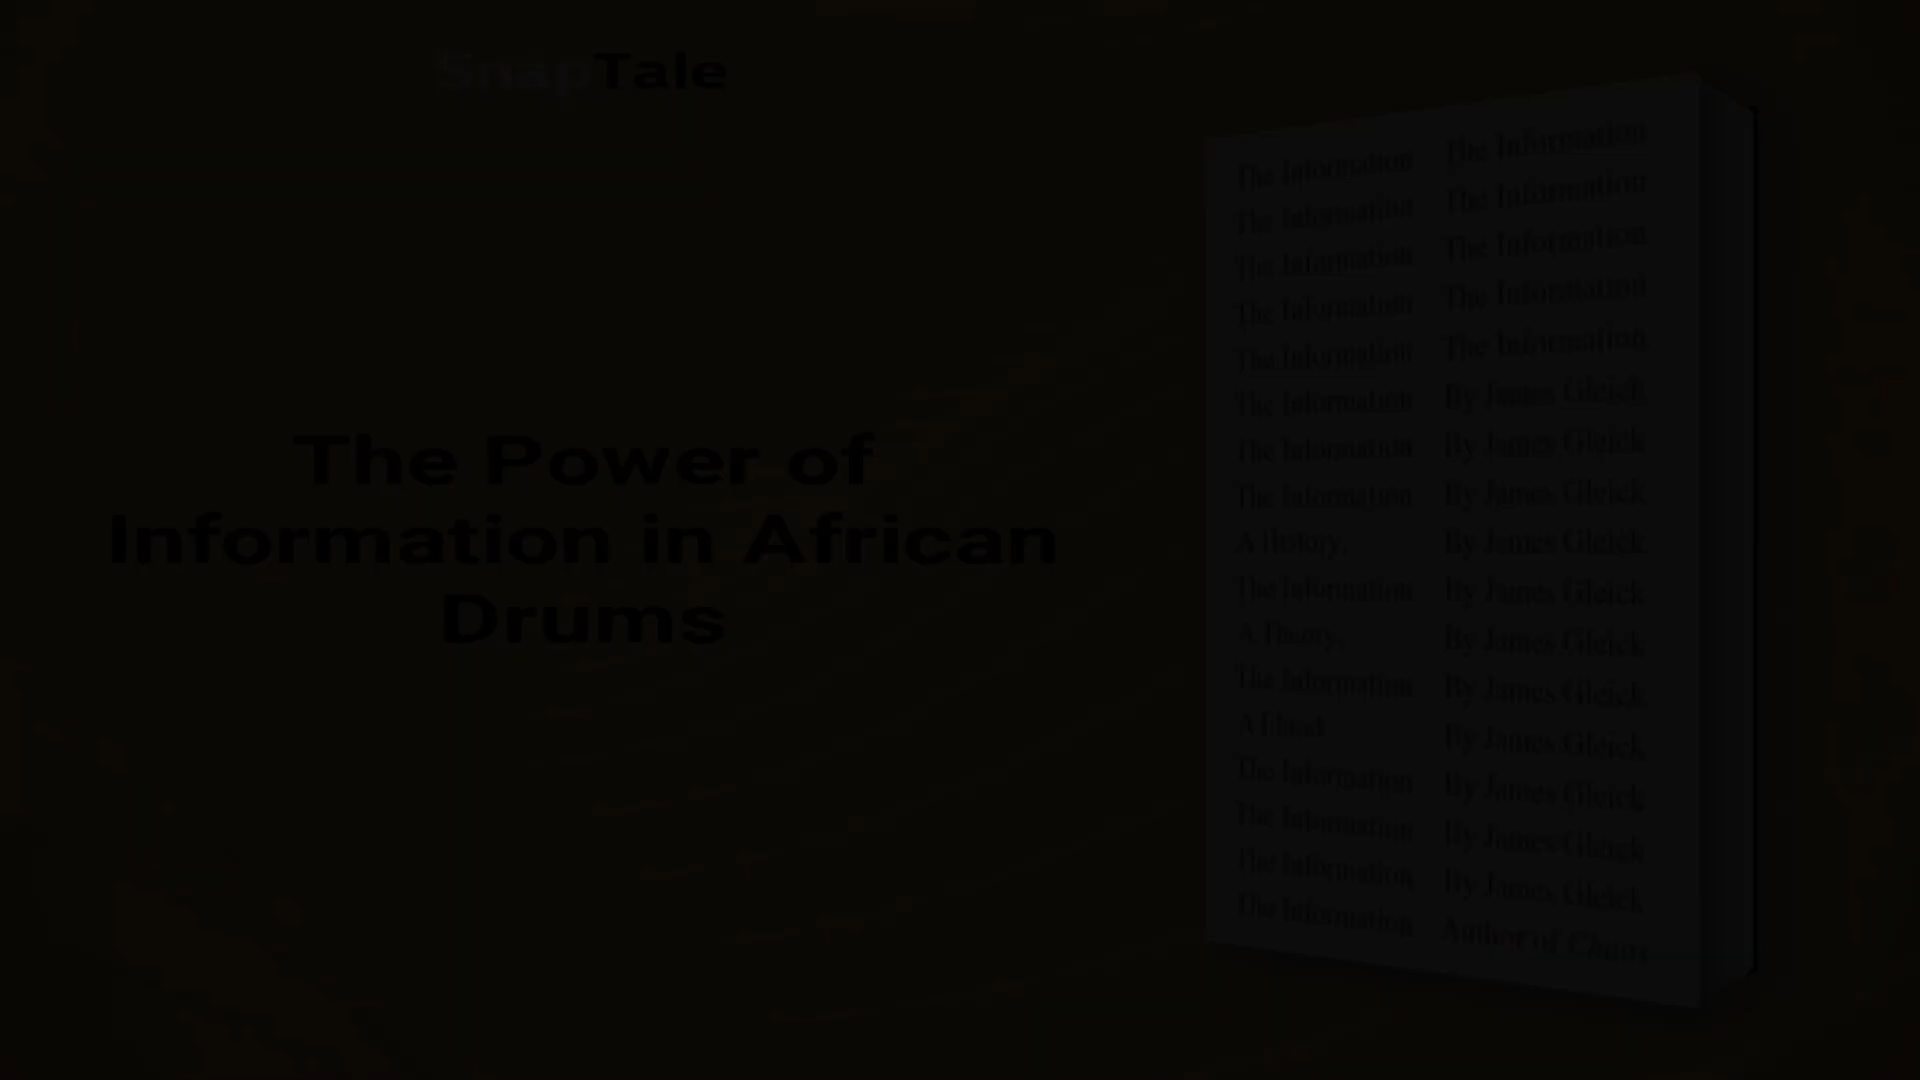 SnapTale
The Power of
Information in African
Drums
The Information
The Information
The Information
The Information
The Information
The Information
The Information
The Information
A History,
The Information
A Theory,
The Information
A Flood
The Information
The Information
The Information
The Information
The Information
The Information
The Information
The Information
The Information
By James Gleick
By James Gleick
By James Gleick
By James Gleick
By James Gleick
By James Gleick
By James Gleick
By James Gleick
By James Gleick
By James Gleick
By James Gleick
Author of Chaos